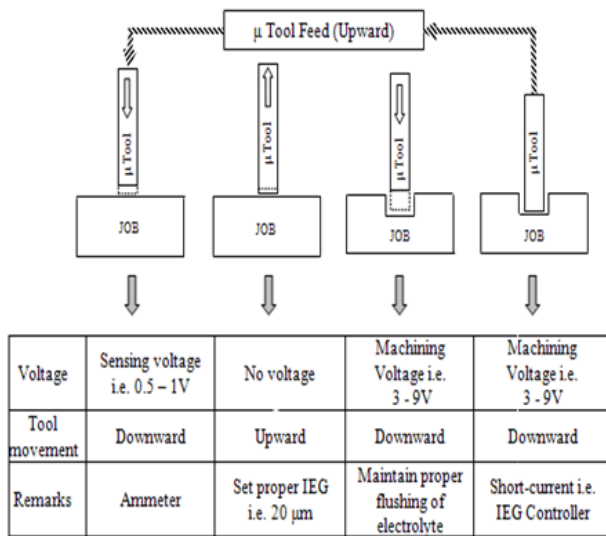 μ Tool Feed (Upward)
μ Tool
μ Tool
μ Tool
μ Tool
JOB
JOB
JOB
JOB
Voltage
Sensing voltage
i.e. 0.5 – 1V
No voltage
Machining
Voltage i.e.
3 - 9V
Machining
Voltage i.e.
3 -9V
Tool
movement
Downward
Upward
Downward
Downward
Remarks
Ammeter
Set proper IEG
i.e. 20 μm
Maintain proper
flushing of
electrolyte
Short-current i.e.
IEG Controller